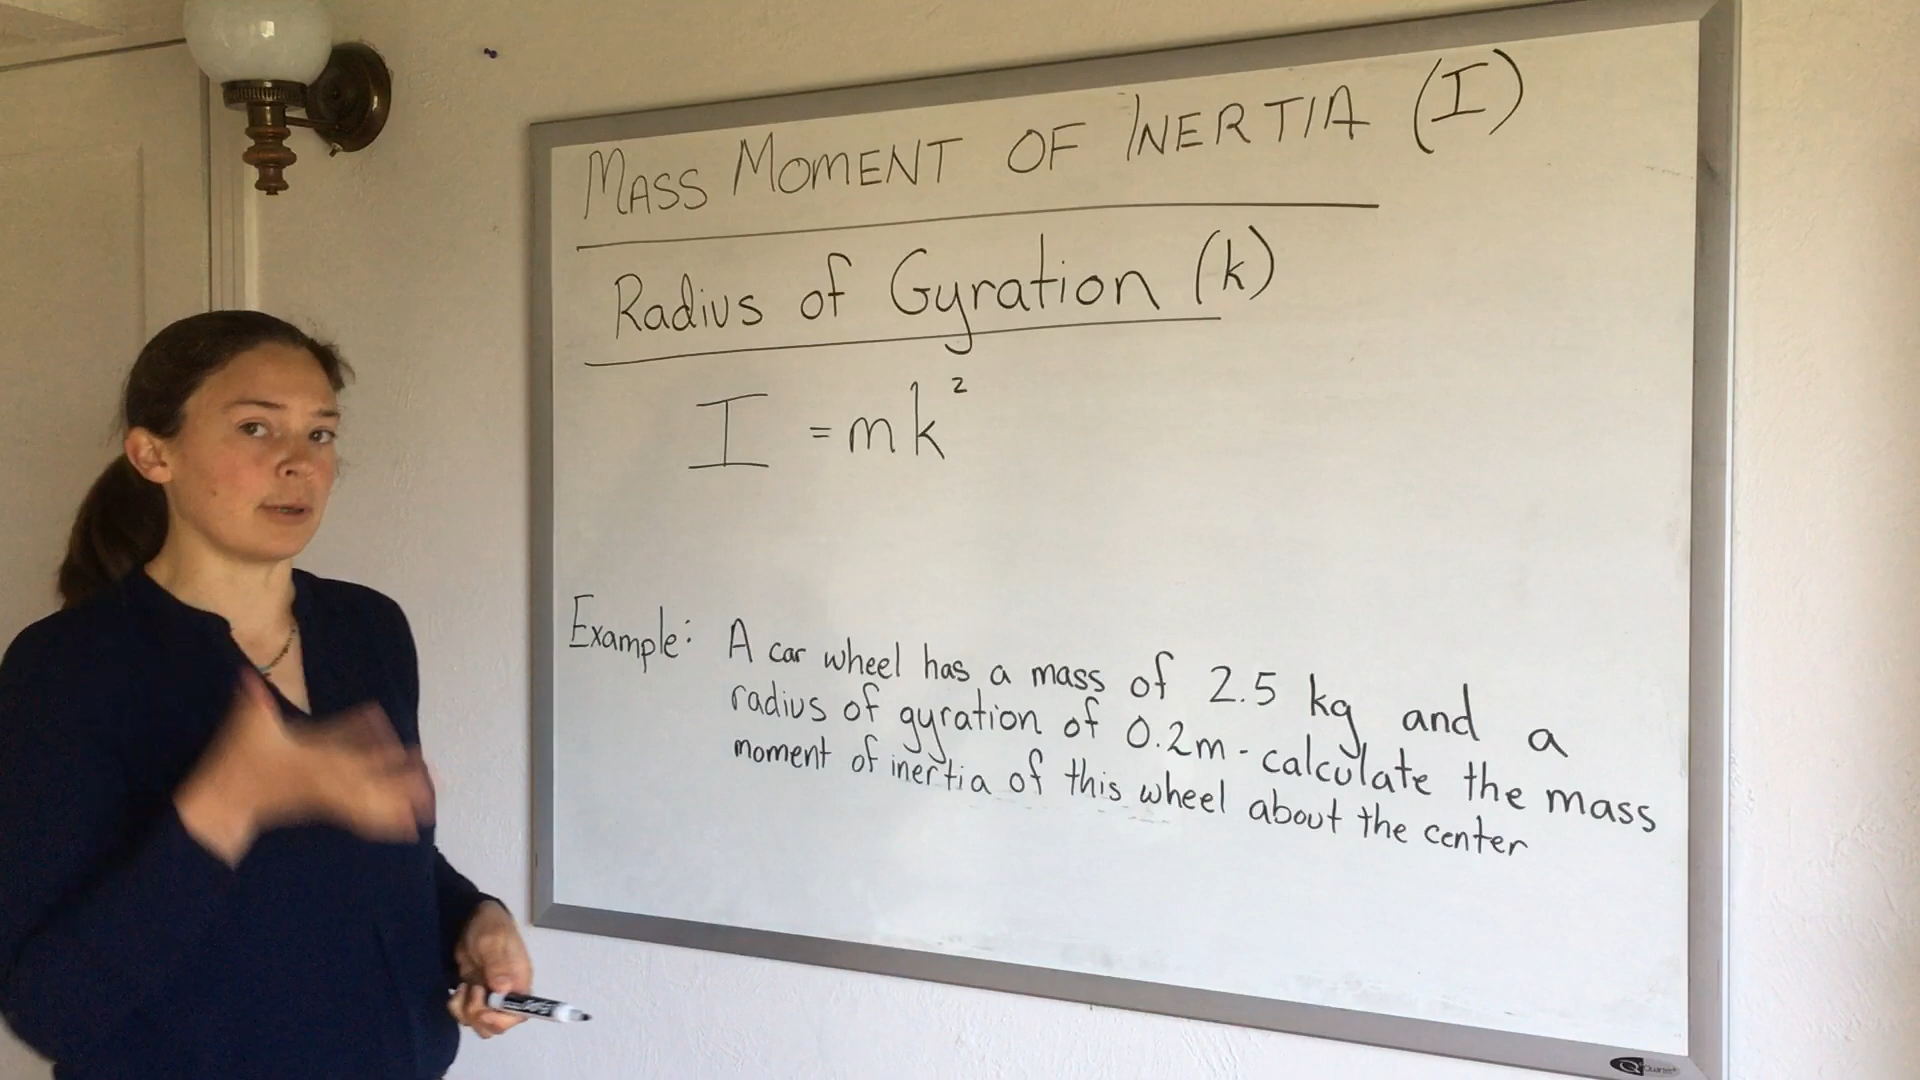 MASS MOMENT OF INERTIA (I)
Radius of Gyration (k)
I = mk²
Example: A car wheel has a mass of 2.5 kg and a
radius of gyration of 0.2m - calculate the mass
moment of inertia of this wheel about the center
Quartet